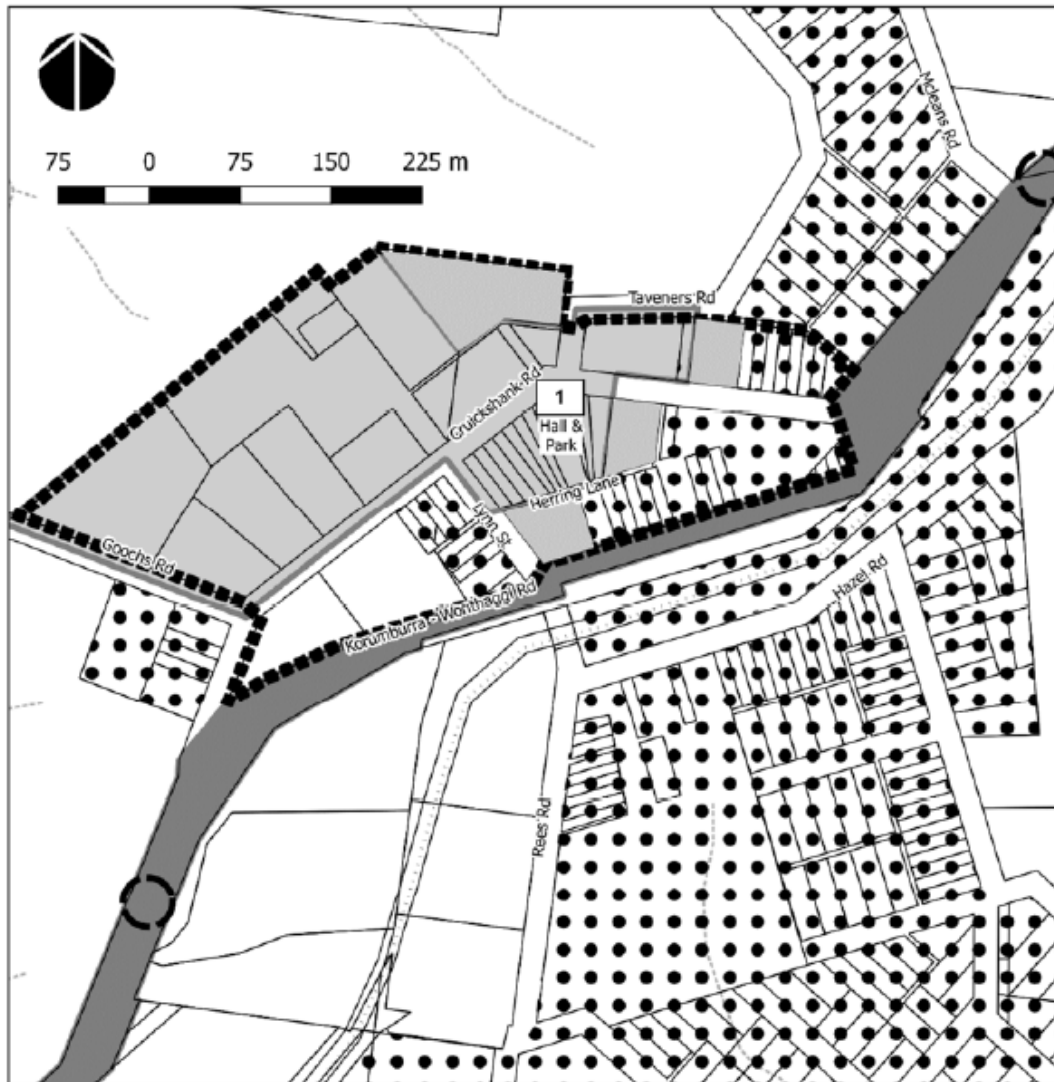 Mcleans Rd
75 0 75 150 225 m
Taveners Rd
Cruickshank Rd
1
Hall &
Park
Herring Lane
Lynn St
Goochs Rd
Korumburra - Wonthaggi Rd
Hazel Rd
Rees Rd